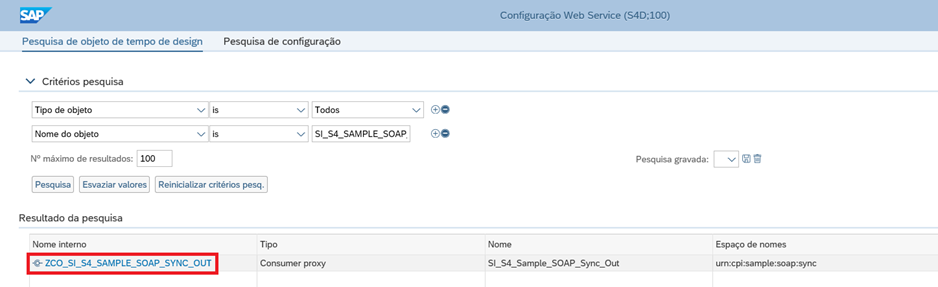 SAP
Configuração Web Service (S4D;100)
Pesquisa de objeto de tempo de design Pesquisa de configuração
Critérios pesquisa
Tipo de objeto is Todos
Nome do objeto is SI_S4_SAMPLE_SOAP_
Nº máximo de resultados: 100 Pesquisa gravada:
Pesquisa Esvaziar valores Reinicializar critérios pesq.
Resultado da pesquisa
Nome interno Tipo Nome Espaço de nomes
ZCO_SI_S4_SAMPLE_SOAP_SYNC_OUT Consumer proxy SI_S4_Sample_SOAP_Sync_Out urn:cpi:sample:soap:sync